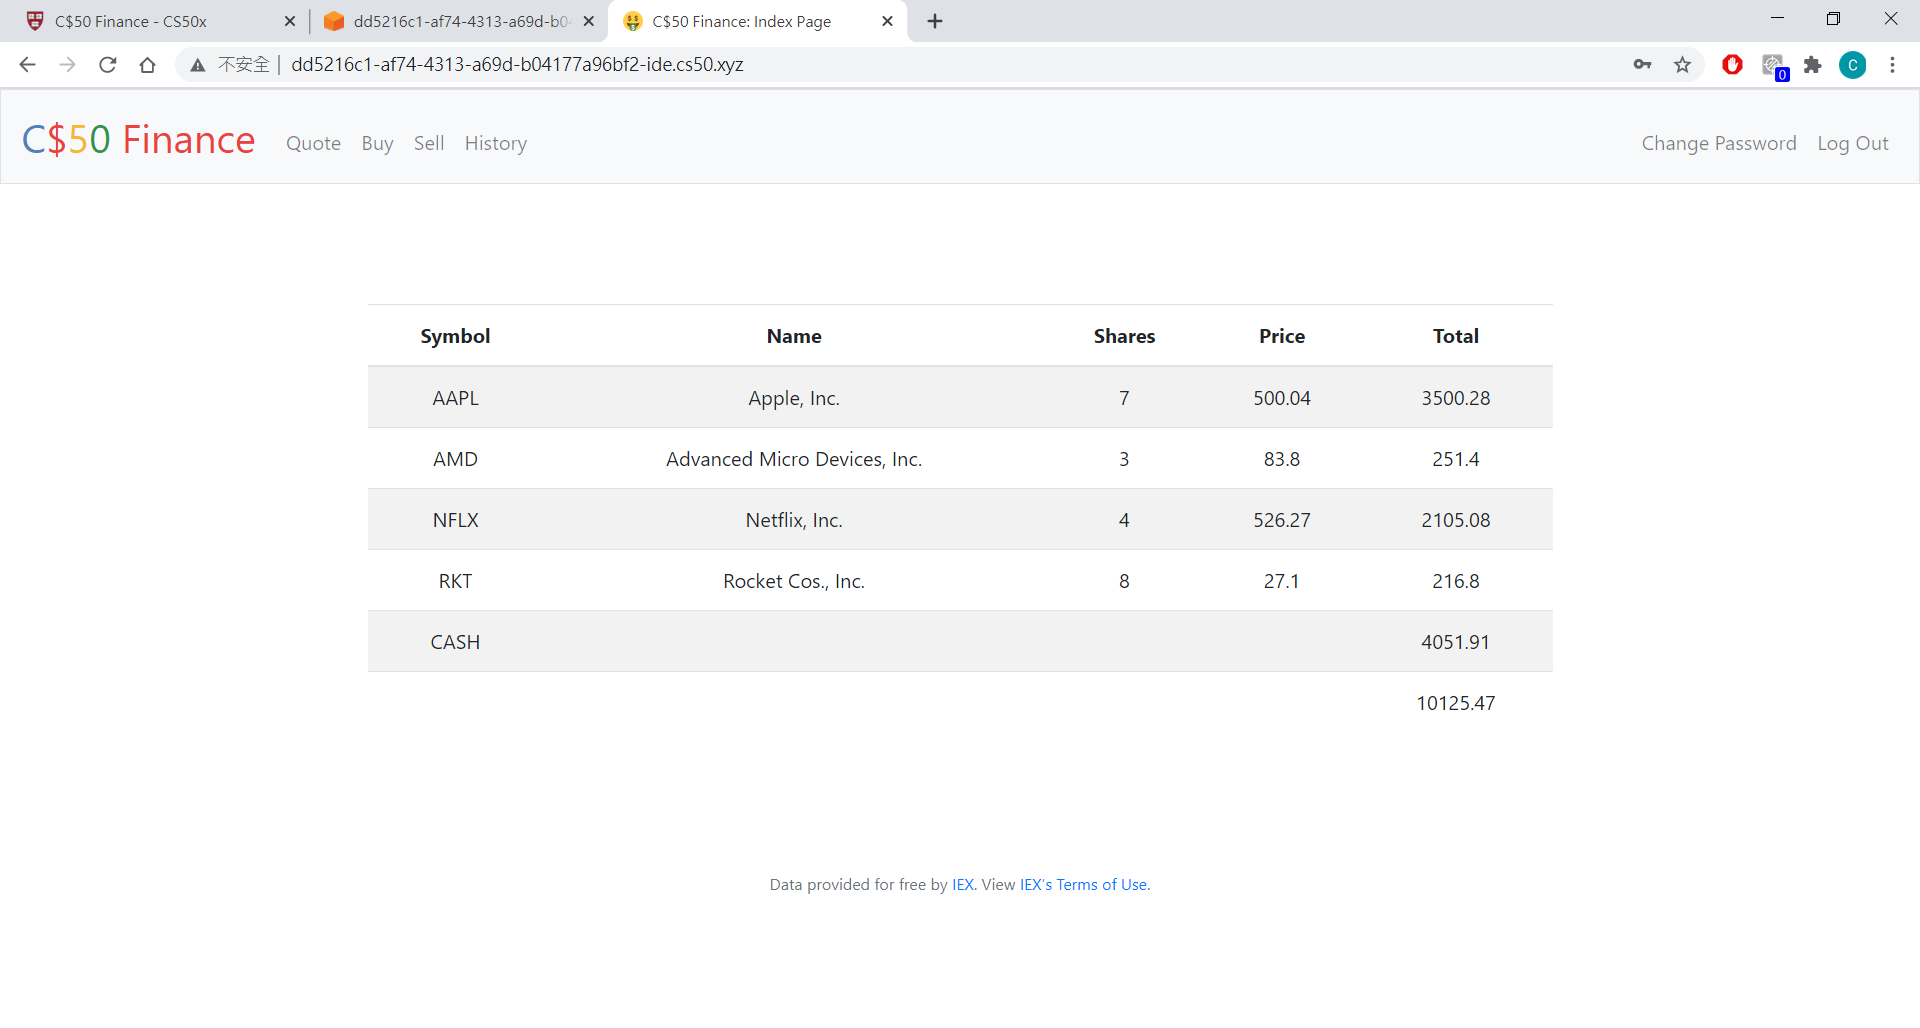 C$50 Finance - CS50x
dd5216c1-af74-4313-a69d-b04
C$50 Finance: Index Page
不安全 dd5216c1-af74-4313-a69d-b04177a96bf2-ide.cs50.xyz
0
C
C$50 Finance Quote Buy Sell History Change Password Log Out
Symbol Name Shares Price Total
AAPL Apple, Inc. 7 500.04 3500.28
AMD Advanced Micro Devices, Inc. 3 83.8 251.4
NFLX Netflix, Inc. 4 526.27 2105.08
RKT Rocket Cos., Inc. 8 27.1 216.8
CASH 4051.91
10125.47
Data provided for free by IEX. View IEX's Terms of Use.